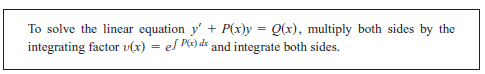 To solve the linear equation y′ + P(x)y = Q(x), multiply both sides by the
integrating factor v(x) = e^∫ P(x) dx and integrate both sides.